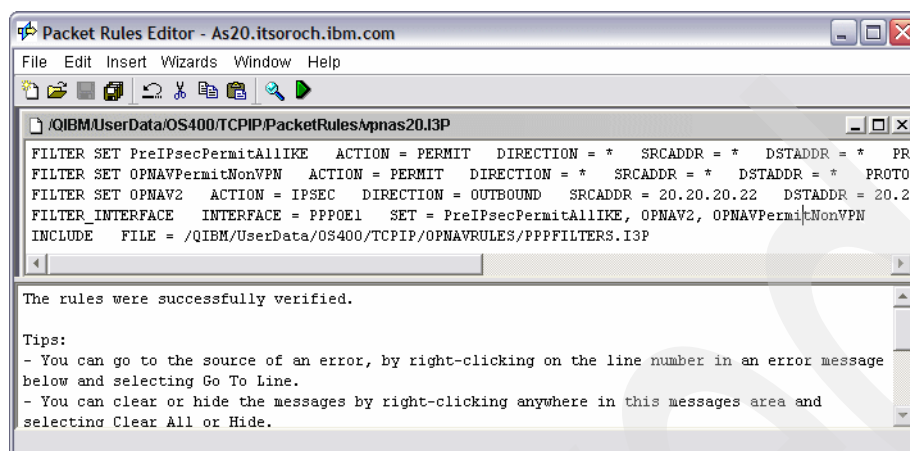 Packet Rules Editor - As20.itsoroch.ibm.com
File Edit Insert Wizards Window Help
/QIBM/UserData/OS400/TCPIP/PacketRules/vpnas20.I3P
FILTER SET PreIPsecPermitAllIKE ACTION = PERMIT DIRECTION = * SRCADDR = * DSTADDR = * PR
FILTER SET OPNAVPermitNonVPN ACTION = PERMIT DIRECTION = * SRCADDR = * DSTADDR = * PROTO
FILTER SET OPNAV2 ACTION = IPSEC DIRECTION = OUTBOUND SRCADDR = 20.20.20.22 DSTADDR = 20.2
FILTER_INTERFACE INTERFACE = PPPOE1 SET = PreIPsecPermitAllIKE, OPNAV2, OPNAVPermitNonVPN
INCLUDE FILE = /QIBM/UserData/OS400/TCPIP/OPNAVRULES/PPPFILTERS.I3P
The rules were successfully verified.
Tips:
- You can go to the source of an error, by right-clicking on the line number in an error message
below and selecting Go To Line.
- You can clear or hide the messages by right-clicking anywhere in this messages area and
selecting Clear All or Hide.